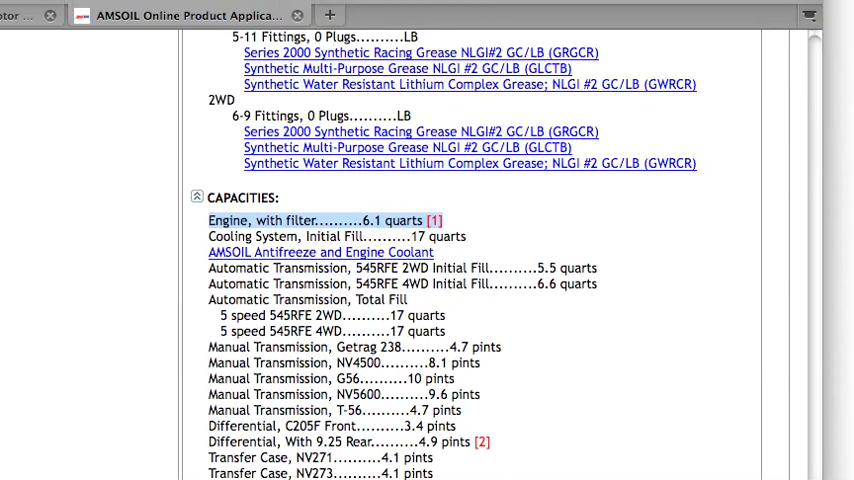 otor ...
AMSOIL Online Product Applica...
5-11 Fittings, 0 Plugs..........LB
Series 2000 Synthetic Racing Grease NLGI#2 GC/LB (GRGCR)
Synthetic Multi-Purpose Grease NLGI #2 GC/LB (GLCTB)
Synthetic Water Resistant Lithium Complex Grease; NLGI #2 GC/LB (GWRCR)
2WD
6-9 Fittings, 0 Plugs..........LB
Series 2000 Synthetic Racing Grease NLGI#2 GC/LB (GRGCR)
Synthetic Multi-Purpose Grease NLGI #2 GC/LB (GLCTB)
Synthetic Water Resistant Lithium Complex Grease; NLGI #2 GC/LB (GWRCR)
CAPACITIES:
Engine, with filter..........6.1 quarts [1]
Cooling System, Initial Fill..........17 quarts
AMSOIL Antifreeze and Engine Coolant
Automatic Transmission, 545RFE 2WD Initial Fill..........5.5 quarts
Automatic Transmission, 545RFE 4WD Initial Fill..........6.6 quarts
Automatic Transmission, Total Fill
5 speed 545RFE 2WD..........17 quarts
5 speed 545RFE 4WD..........17 quarts
Manual Transmission, Getrag 238..........4.7 pints
Manual Transmission, NV4500..........8.1 pints
Manual Transmission, G56..........10 pints
Manual Transmission, NV5600..........9.6 pints
Manual Transmission, T-56..........4.7 pints
Differential, C205F Front..........3.4 pints
Differential, With 9.25 Rear..........4.9 pints [2]
Transfer Case, NV271..........4.1 pints
Transfer Case, NV273..........4.1 pints